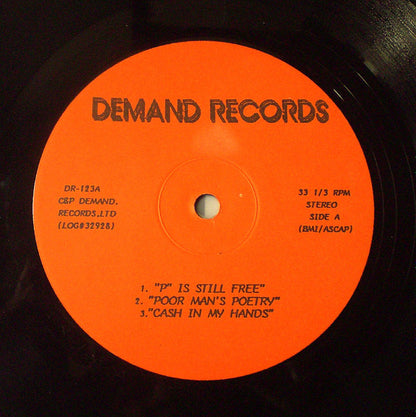 DEMAND RECORDS
DR-123A
C&P DEMAND.
RECORDS,LTD
(LOG#32928)
33 1/3 RPM
STEREO
SIDE A
(BMI/ASCAP)
1. "P" IS STILL FREE"
2. "POOR MAN'S POETRY"
3."CASH IN MY HANDS"